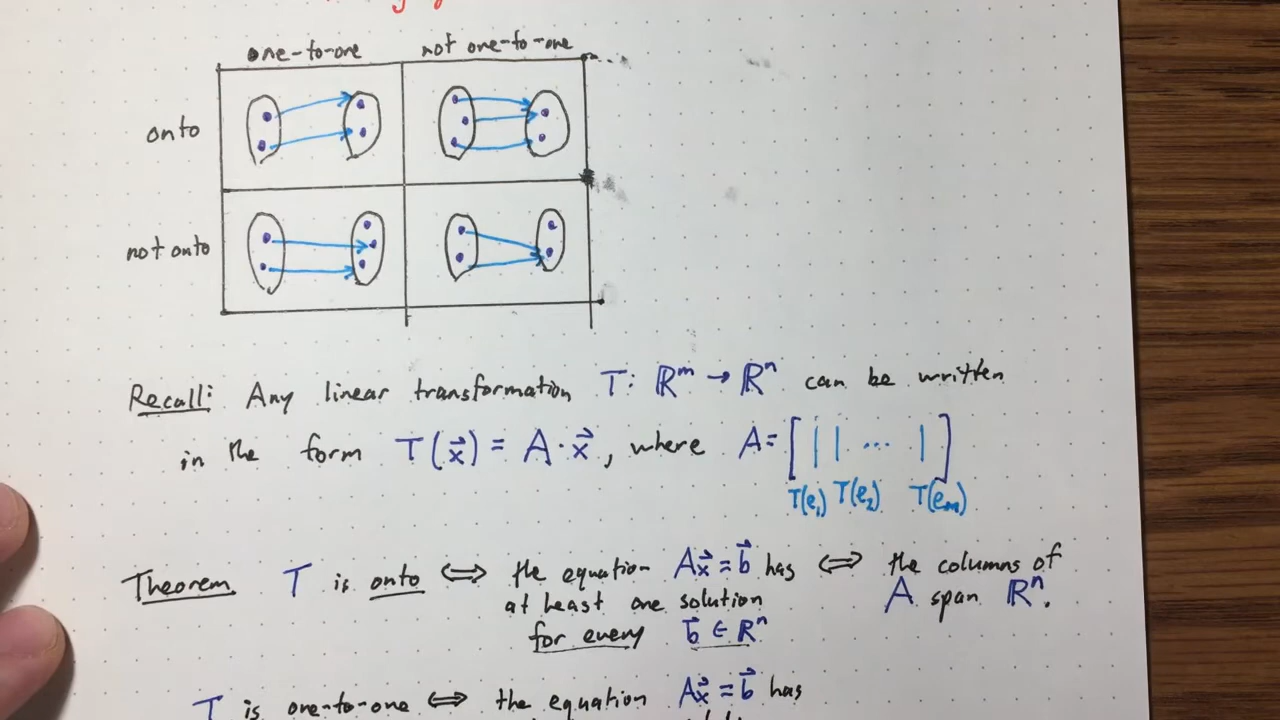 one-to-one not one-to-one
onto
not onto
Recall: Any linear transformation T: ℝᵐ → ℝⁿ can be written
in the form T(x⃗) = A·x⃗, where A = [ | | ... | ]
T(e₁) T(e₂) T(eₘ)
Theorem T is onto ⟺ the equation Ax⃗ = b⃗ has ⟺ the columns of
at least one solution A span ℝⁿ.
for every b⃗ ∈ ℝⁿ
T is one-to-one ⟺ the equation Ax⃗ = b⃗ has